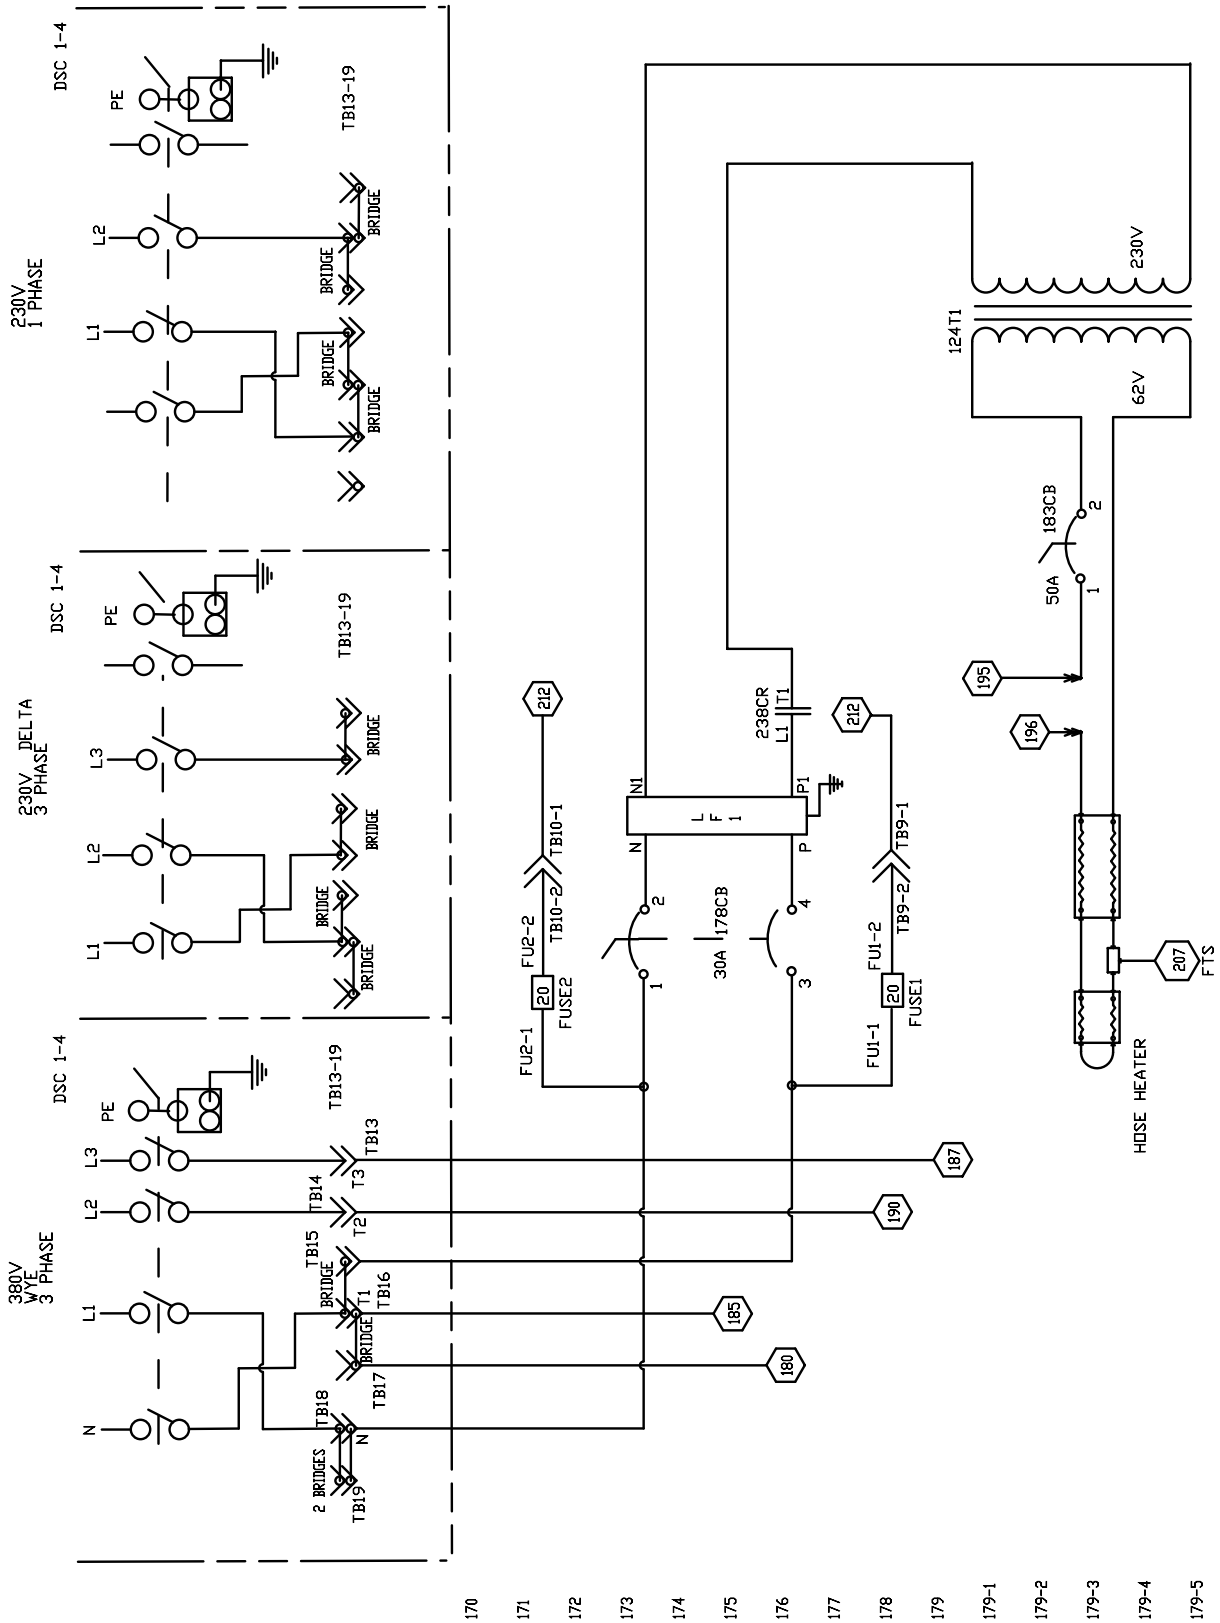 380V
WYE
3 PHASE
N
L1
L2
L3
PE
DSC 1-4
2 BRIDGES
TB19
TB18
N
TB17
BRIDGE
BRIDGE
T1
TB16
TB15
T2
TB14
T3
TB13
TB13-19
230V DELTA
3 PHASE
L1
L2
L3
PE
DSC 1-4
BRIDGE
BRIDGE
BRIDGE
BRIDGE
TB13-19
230V
1 PHASE
L1
L2
PE
DSC 1-4
BRIDGE
BRIDGE
BRIDGE
BRIDGE
TB13-19
170
171
172
173
174
175
176
177
178
179
179-1
179-2
179-3
179-4
179-5
FU2-1
20
FUSE2
FU2-2
TB10-2
TB10-1
212
1
2
30A 178CB
3
4
N
N1
L
F
1
P
P1
238CR
L1
T1
FU1-1
20
FUSE1
FU1-2
TB9-2
TB9-1
212
185
180
190
187
HOSE HEATER
207
FTS
196
195
50A
183CB
1
2
124T1
62V
230V